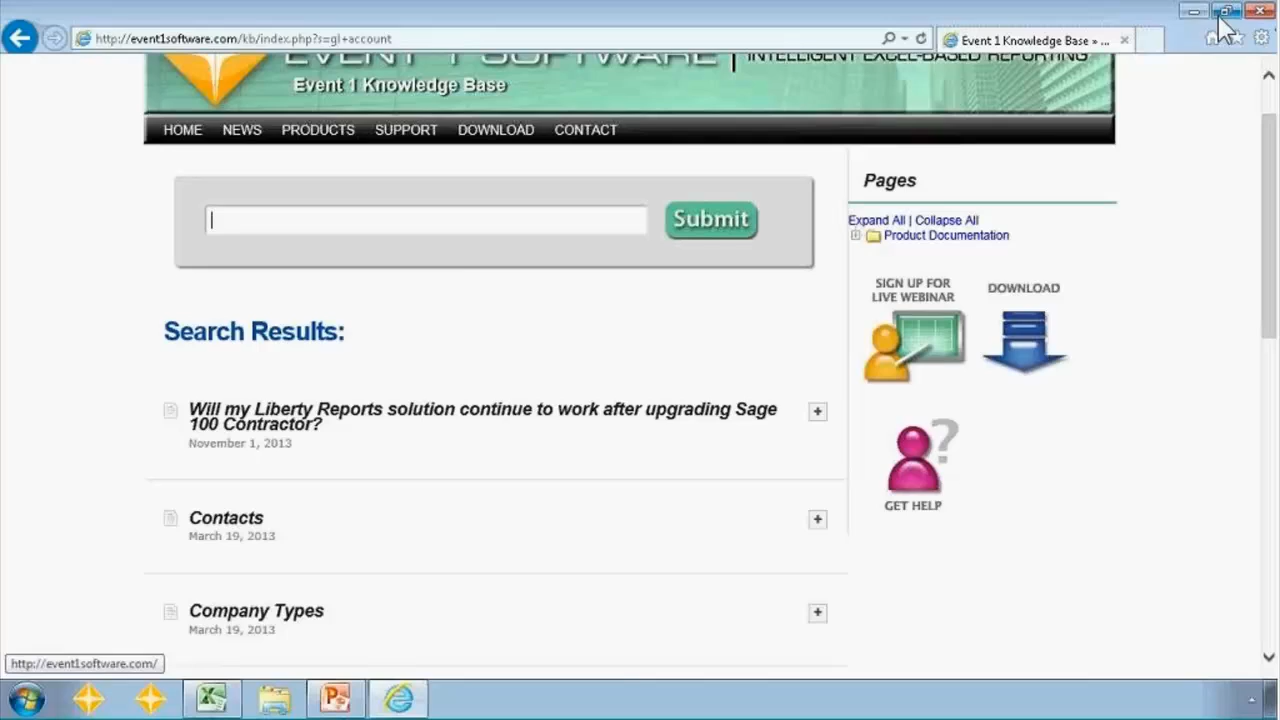 http://event1software.com/kb/index.php?s=gl+account
Event 1 Knowledge Base » ...
EVENT 1 SOFTWARE | INTELLIGENT EXCEL-BASED REPORTING
Event 1 Knowledge Base
HOME NEWS PRODUCTS SUPPORT DOWNLOAD CONTACT
Submit
Pages
Expand All | Collapse All
Product Documentation
SIGN UP FOR
LIVE WEBINAR
DOWNLOAD
GET HELP
Search Results:
Will my Liberty Reports solution continue to work after upgrading Sage
100 Contractor?
November 1, 2013
Contacts
March 19, 2013
Company Types
March 19, 2013
http://event1software.com/